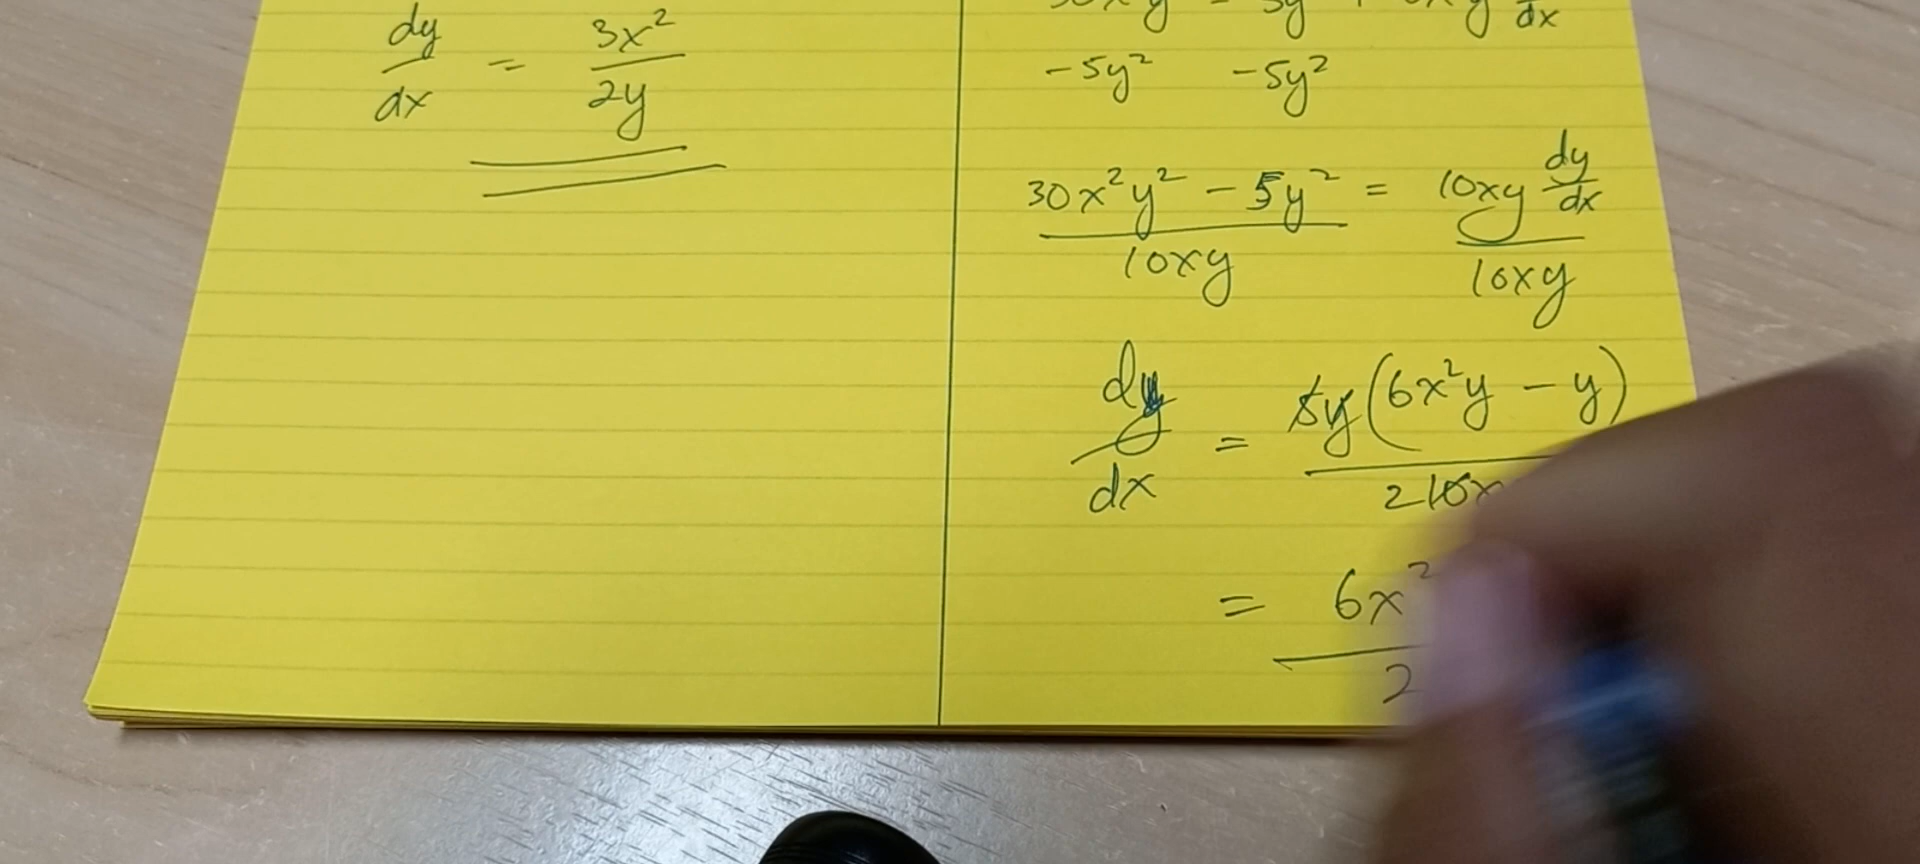 dy/dx = 3x²/2y
-5y² -5y²
(30x²y² - 5y²)/10xy = (10xy dy/dx)/10xy
dy/dx = 5y(6x²y - y)/2 10x
= 6x²/2